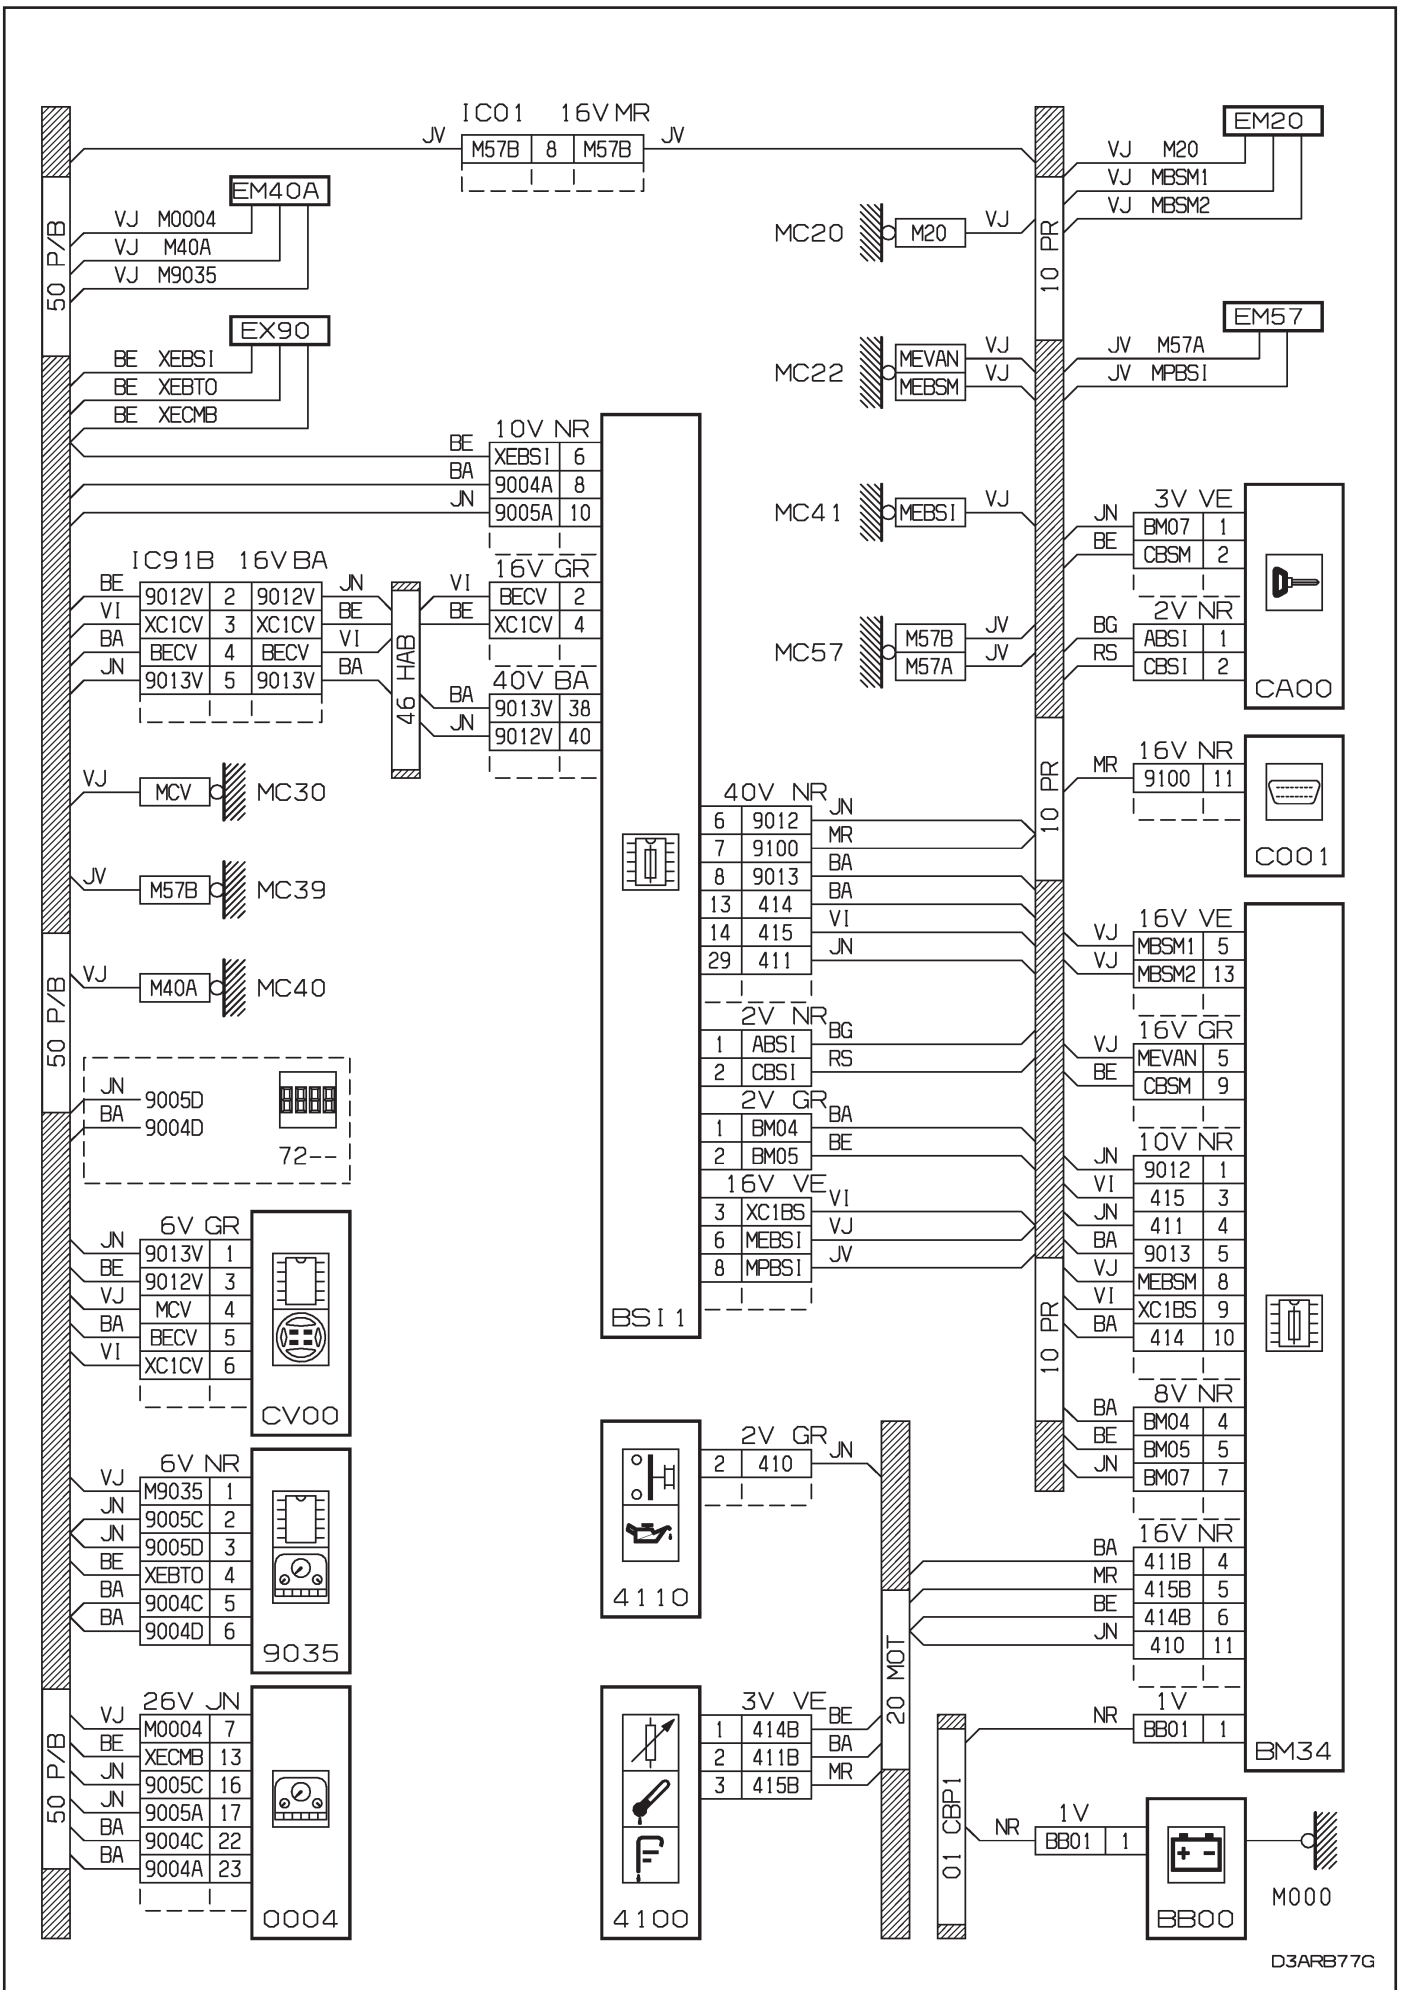 IC01 16V MR
JV M57B 8 M57B JV
EM40A
VJ M0004
VJ M40A
VJ M9035
50 P/B
EX90
BE XEBSI
BE XEBTO
BE XECMB
EM20
VJ M20
VJ MBSM1
VJ MBSM2
10 PR
MC20 M20 VJ
EM57
JV M57A
JV MPBSI
MC22
MEVAN VJ
MEBSM VJ
MC41 MEBSI VJ
MC57
M57B JV
M57A JV
10V NR
BE XEBSI 6
BA 9004A 8
JN 9005A 10
IC91B 16V BA
BE 9012V 2 9012V JN
VI XC1CV 3 XC1CV BE
BA BECV 4 BECV VI
JN 9013V 5 9013V BA
46 HAB
16V GR
VI BECV 2
BE XC1CV 4
40V BA
BA 9013V 38
JN 9012V 40
3V VE
JN BM07 1
BE CBSM 2
2V NR
BG ABSI 1
RS CBSI 2
CA00
VJ MCV MC30
JV M57B MC39
VJ M40A MC40
50 P/B
16V NR
MR 9100 11
C001
10 PR
40V NR
6 9012 JN
7 9100 MR
8 9013 BA
13 414 BA
14 415 VI
29 411 JN
2V NR
1 ABSI BG
2 CBSI RS
2V GR
1 BM04 BA
2 BM05 BE
16V VE
3 XC1BS VI
6 MEBSI VJ
8 MPBSI JV
BSI1
JN 9005D
BA 9004D
72--
6V GR
JN 9013V 1
BE 9012V 3
VJ MCV 4
BA BECV 5
VI XC1CV 6
CV00
6V NR
VJ M9035 1
JN 9005C 2
JN 9005D 3
BE XEBTO 4
BA 9004C 5
BA 9004D 6
9035
26V JN
VJ M0004 7
BE XECMB 13
JN 9005C 16
JN 9005A 17
BA 9004C 22
BA 9004A 23
0004
50 P/B
16V VE
VJ MBSM1 5
VJ MBSM2 13
16V GR
VJ MEVAN 5
BE CBSM 9
10V NR
JN 9012 1
VI 415 3
JN 411 4
BA 9013 5
VJ MEBSM 8
VI XC1BS 9
BA 414 10
10 PR
8V NR
BA BM04 4
BE BM05 5
JN BM07 7
16V NR
BA 411B 4
MR 415B 5
BE 414B 6
JN 410 11
1V
NR BB01 1
BM34
2V GR
2 410 JN
4110
20 MOT
3V VE
1 414B BE
2 411B BA
3 415B MR
4100
01 CBP1
1V
NR BB01 1
+ -
BB00
M000
D3ARB77G